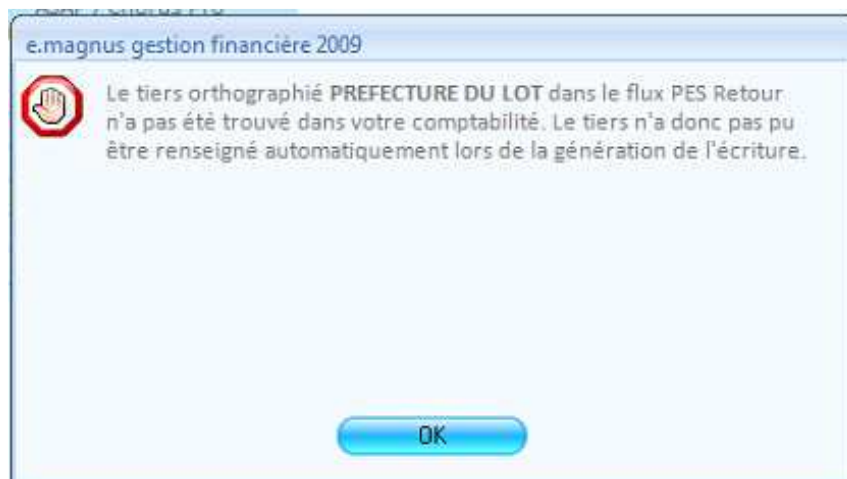 e.magnus gestion financière 2009
Le tiers orthographié PREFECTURE DU LOT dans le flux PES Retour
n'a pas été trouvé dans votre comptabilité. Le tiers n'a donc pas pu
être renseigné automatiquement lors de la génération de l'écriture.
OK